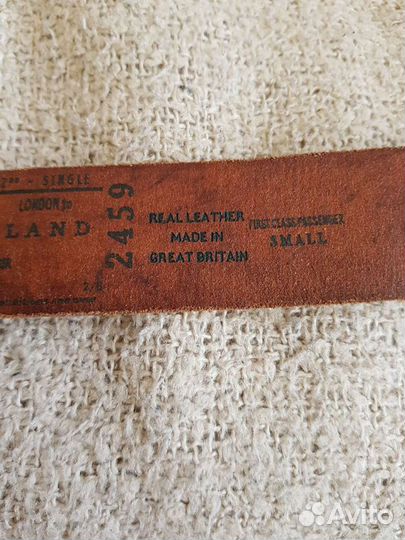 - SINGLE
LONDON to
LAND
2459
REAL LEATHER
MADE IN
GREAT BRITAIN
FIRST CLASS PASSENGER
SMALL
Avito